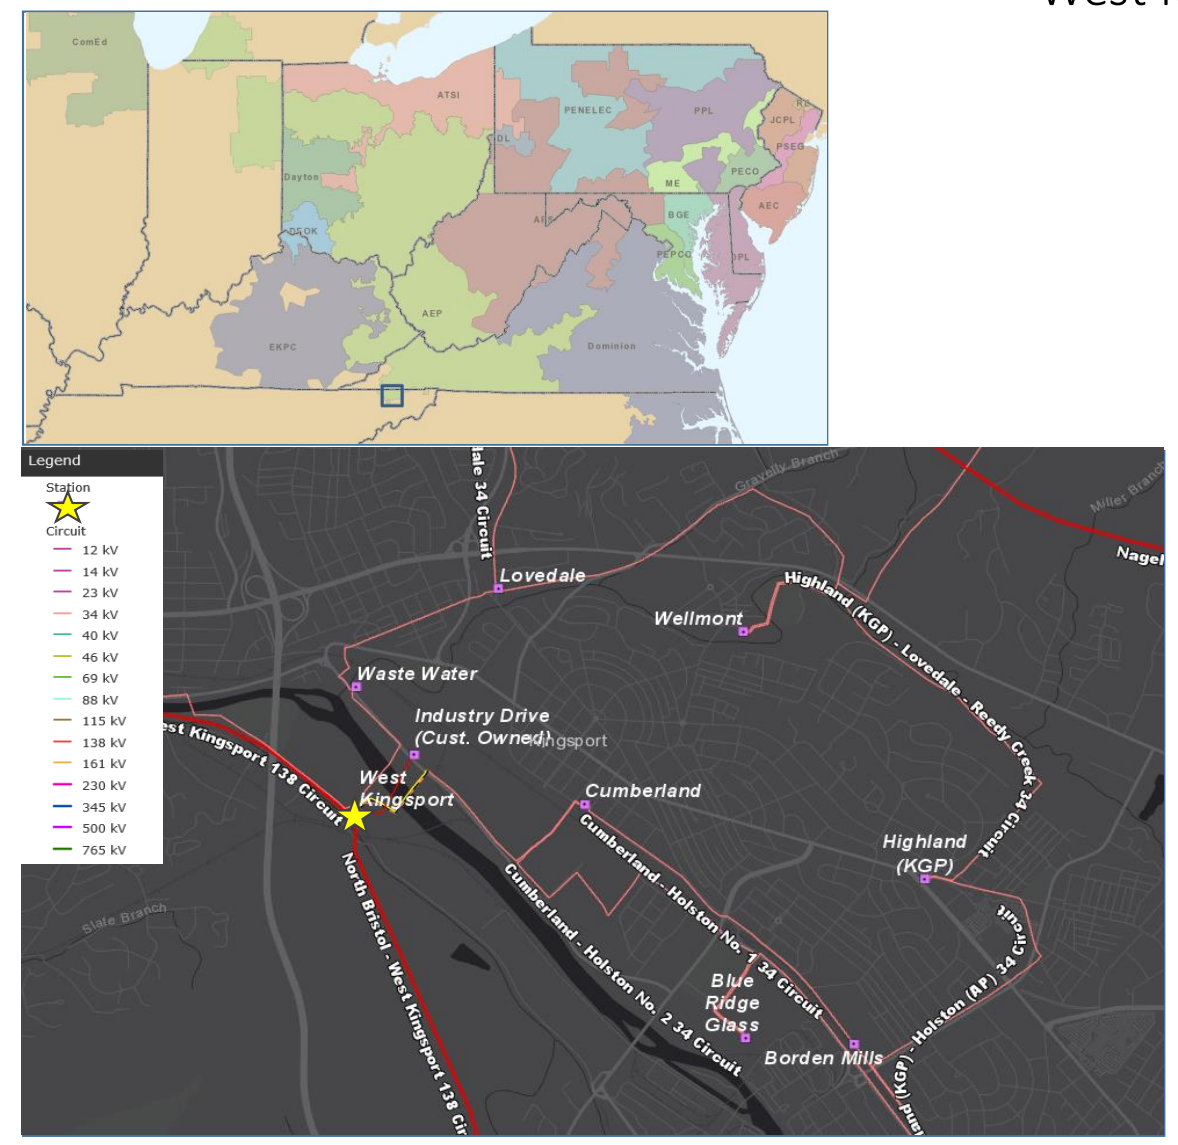 West
ComEd
ATSI
PENELEC
PPL
RE
JCPL
PSEG
DL
Dayton
ME
PECO
AEC
BGE
DEOK
PEPCO
DPL
AEP
EKPC
Dominion
Legend
Station
Circuit
12 kV
14 kV
23 kV
34 kV
40 kV
46 kV
69 kV
88 kV
115 kV
138 kV
161 kV
230 kV
345 kV
500 kV
765 kV
dale 34 Circuit
Gravelly Branch
Miller Branch
Nagel
Lovedale
Wellmont
Highland (KGP) - Lovedale - Reedy Creek 34 Circuit
Waste Water
Industry Drive
(Cust. Owned)
Kingsport
est Kingsport 138 Circuit
West
Kingsport
Cumberland
Cumberland - Holston No. 1 34 Circuit
Highland
(KGP)
North Bristol - West Kingsport 138 Cir
Cumberland - Holston No. 2 34 Circuit
Slate Branch
Blue
Ridge
Glass
Borden Mills
and (KGP) - Holston (AP) 34 Circuit